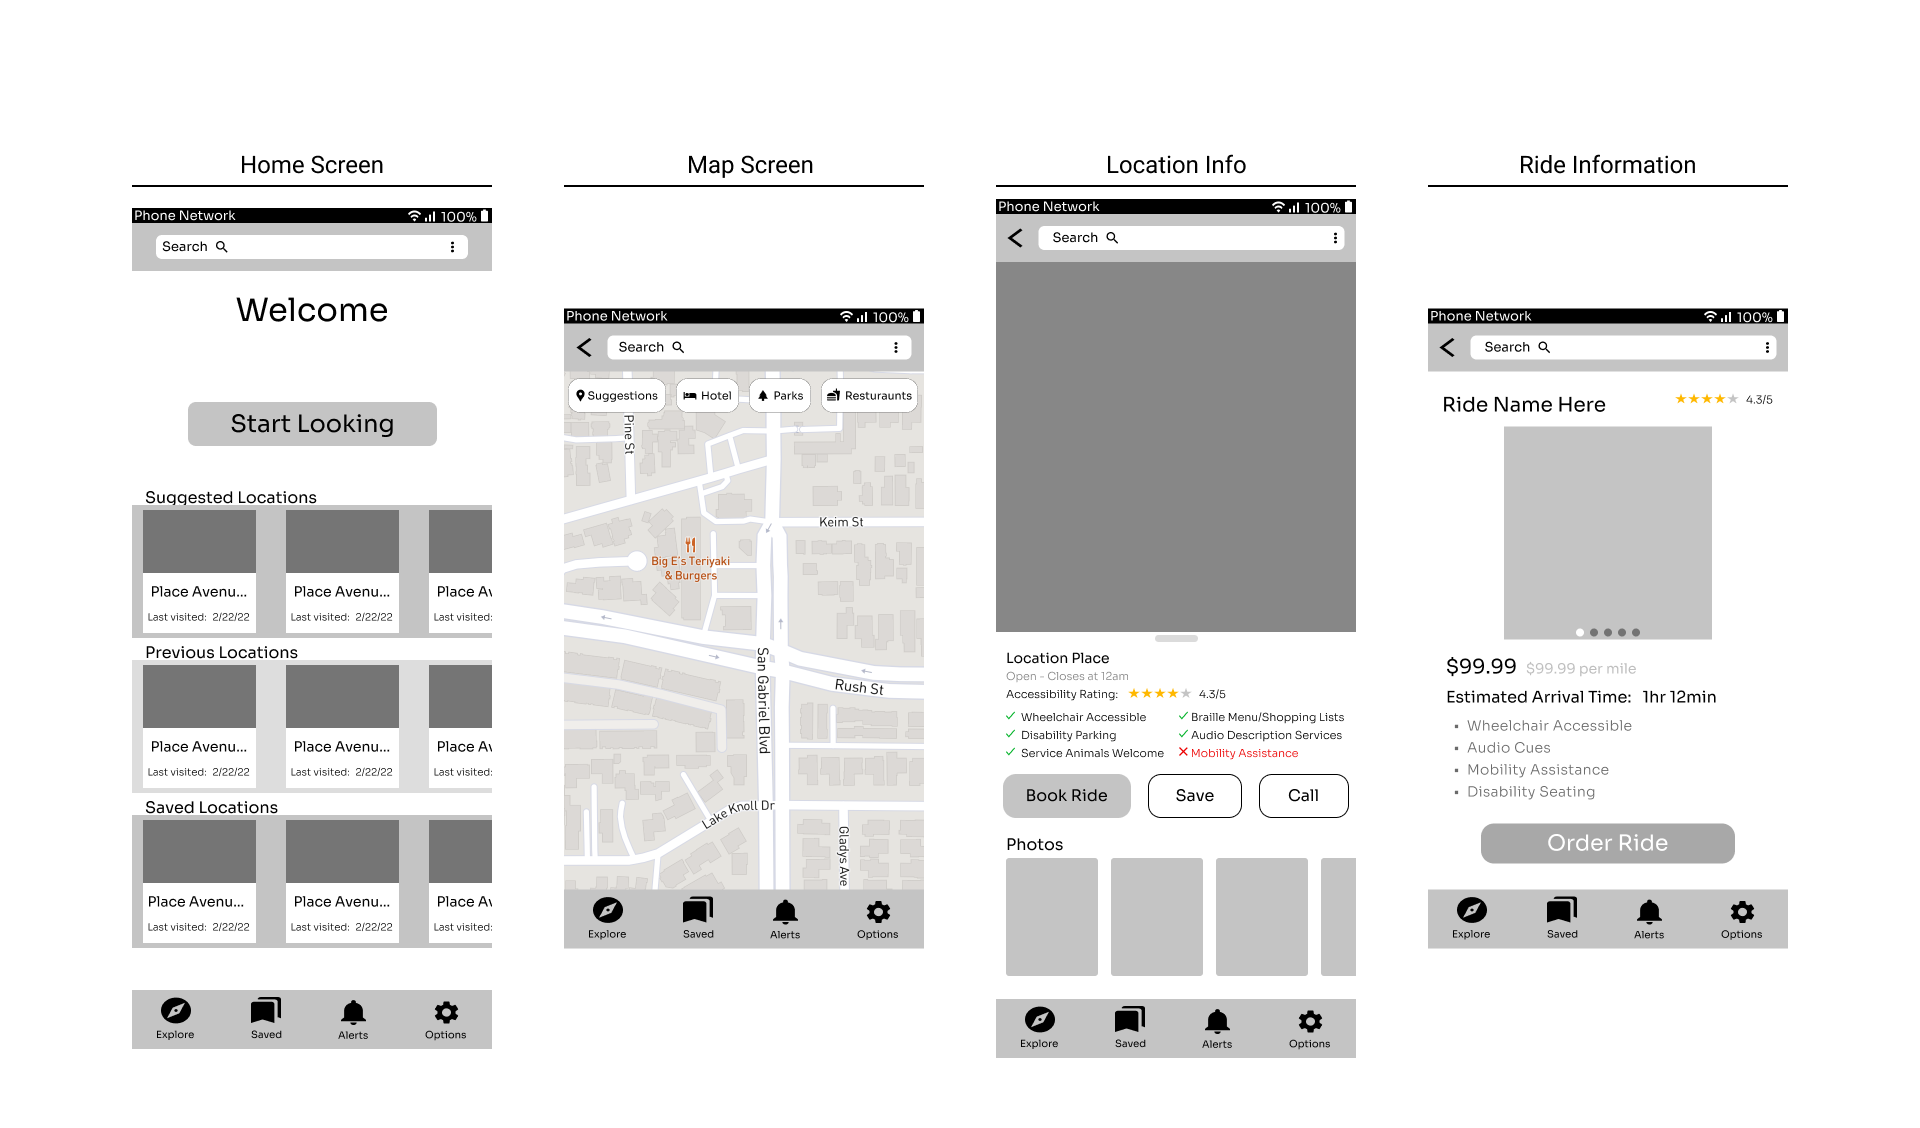 Home Screen
Phone Network 100%
Search
Welcome
Start Looking
Suggested Locations
Place Avenu... Place Avenu... Place Av
Last visited: 2/22/22 Last visited: 2/22/22 Last visited:
Previous Locations
Place Avenu... Place Avenu... Place Av
Last visited: 2/22/22 Last visited: 2/22/22 Last visited:
Saved Locations
Place Avenu... Place Avenu... Place Av
Last visited: 2/22/22 Last visited: 2/22/22 Last visited:
Explore Saved Alerts Options
Map Screen
Phone Network 100%
Search
Suggestions Hotel Parks Resturaunts
Pine St
Keim St
Big E's Teriyaki
& Burgers
San Gabriel Blvd
Rush St
Lake Knoll Dr
Gladys Ave
Explore Saved Alerts Options
Location Info
Phone Network 100%
Search
Location Place
Open - Closes at 12am
Accessibility Rating: 4.3/5
Wheelchair Accessible Braille Menu/Shopping Lists
Disability Parking Audio Description Services
Service Animals Welcome Mobility Assistance
Book Ride Save Call
Photos
Explore Saved Alerts Options
Ride Information
Phone Network 100%
Search
Ride Name Here 4.3/5
$99.99 $99.99 per mile
Estimated Arrival Time: 1hr 12min
Wheelchair Accessible
Audio Cues
Mobility Assistance
Disability Seating
Order Ride
Explore Saved Alerts Options